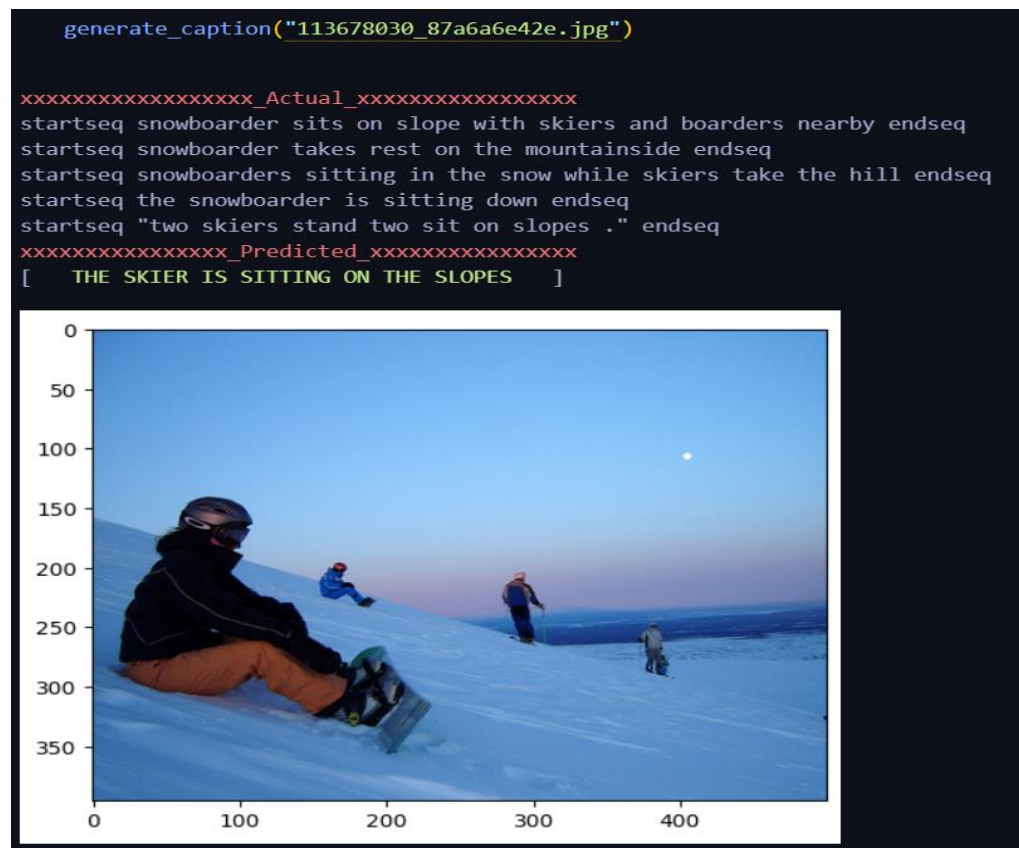 generate_caption("113678030_87a6a6e42e.jpg")
xxxxxxxxxxxxxxxxxx_Actual_xxxxxxxxxxxxxxxxx
startseq snowboarder sits on slope with skiers and boarders nearby endseq
startseq snowboarder takes rest on the mountainside endseq
startseq snowboarders sitting in the snow while skiers take the hill endseq
startseq the snowboarder is sitting down endseq
startseq "two skiers stand two sit on slopes ." endseq
xxxxxxxxxxxxxxxx_Predicted_xxxxxxxxxxxxxxxx
[ THE SKIER IS SITTING ON THE SLOPES ]
0
50
100
150
200
250
300
350
0 100 200 300 400